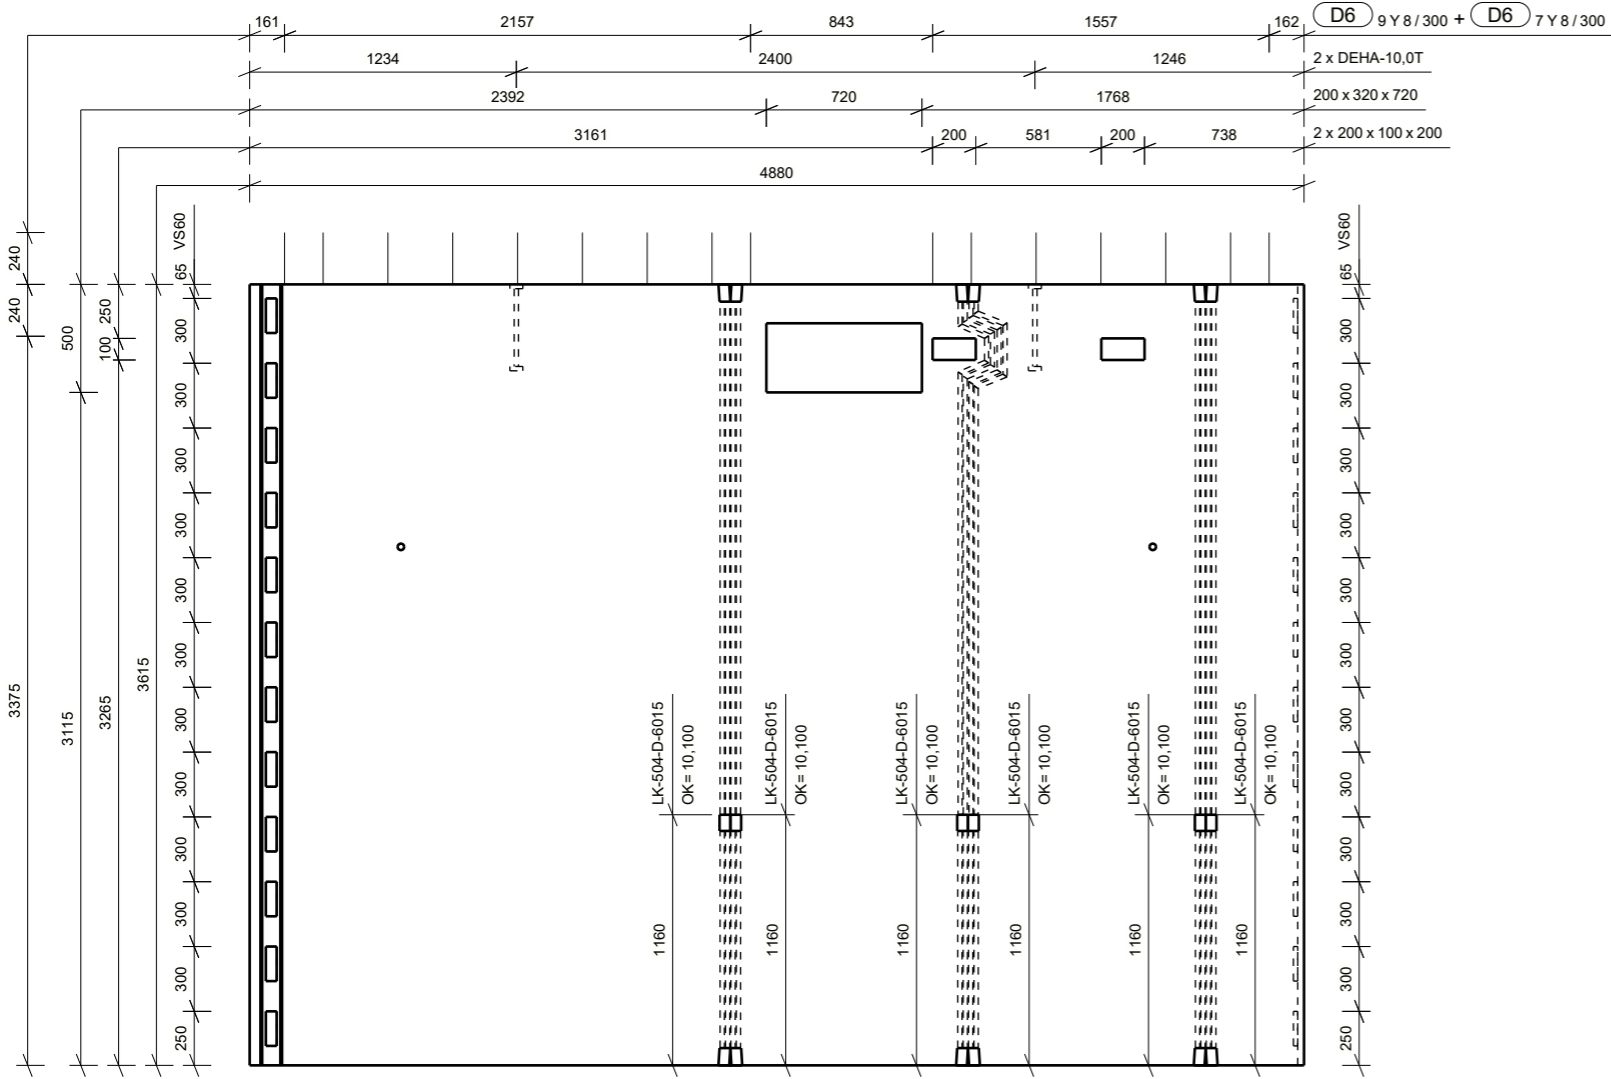 161 2157 843 1557 162 D6 9 Y 8 / 300 + D6 7 Y 8 / 300
1234 2400 1246 2 x DEHA-10,0T
2392 720 1768 200 x 320 x 720
3161 200 581 200 738 2 x 200 x 100 x 200
4880
240
240
3375
500
3115
250
100
3265
3615
VS60
65
300
300
300
300
300
300
300
300
300
300
300
250
LK-504-D-6015
OK= 10,100
1160
LK-504-D-6015
OK= 10,100
1160
LK-504-D-6015
OK= 10,100
1160
LK-504-D-6015
OK= 10,100
1160
LK-504-D-6015
OK= 10,100
1160
LK-504-D-6015
OK= 10,100
1160
VS60
65
300
300
300
300
300
300
300
300
300
300
300
250